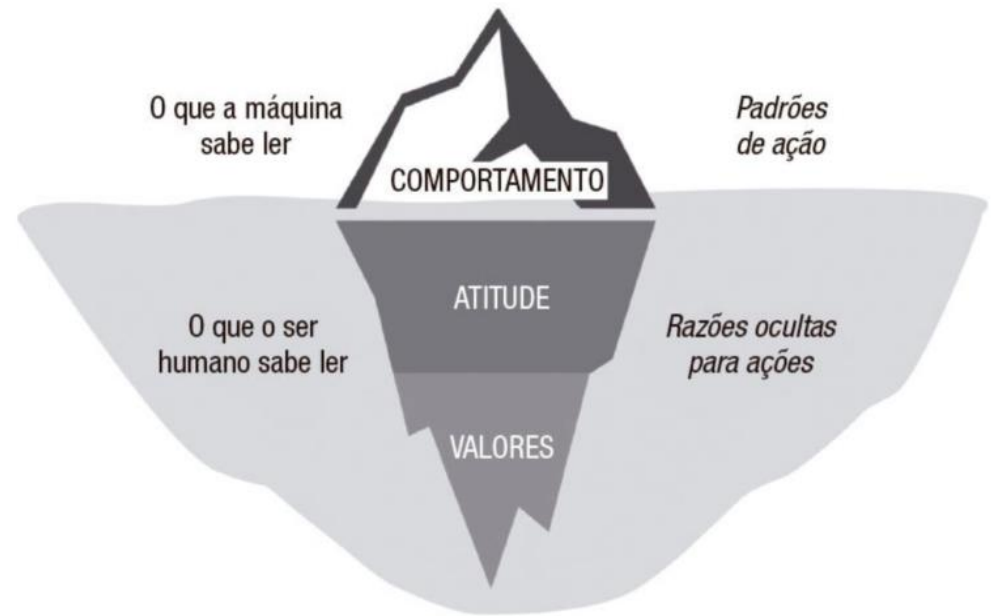 O que a máquina
sabe ler
Padrões
de ação
COMPORTAMENTO
ATITUDE
O que o ser
humano sabe ler
Razões ocultas
para ações
VALORES